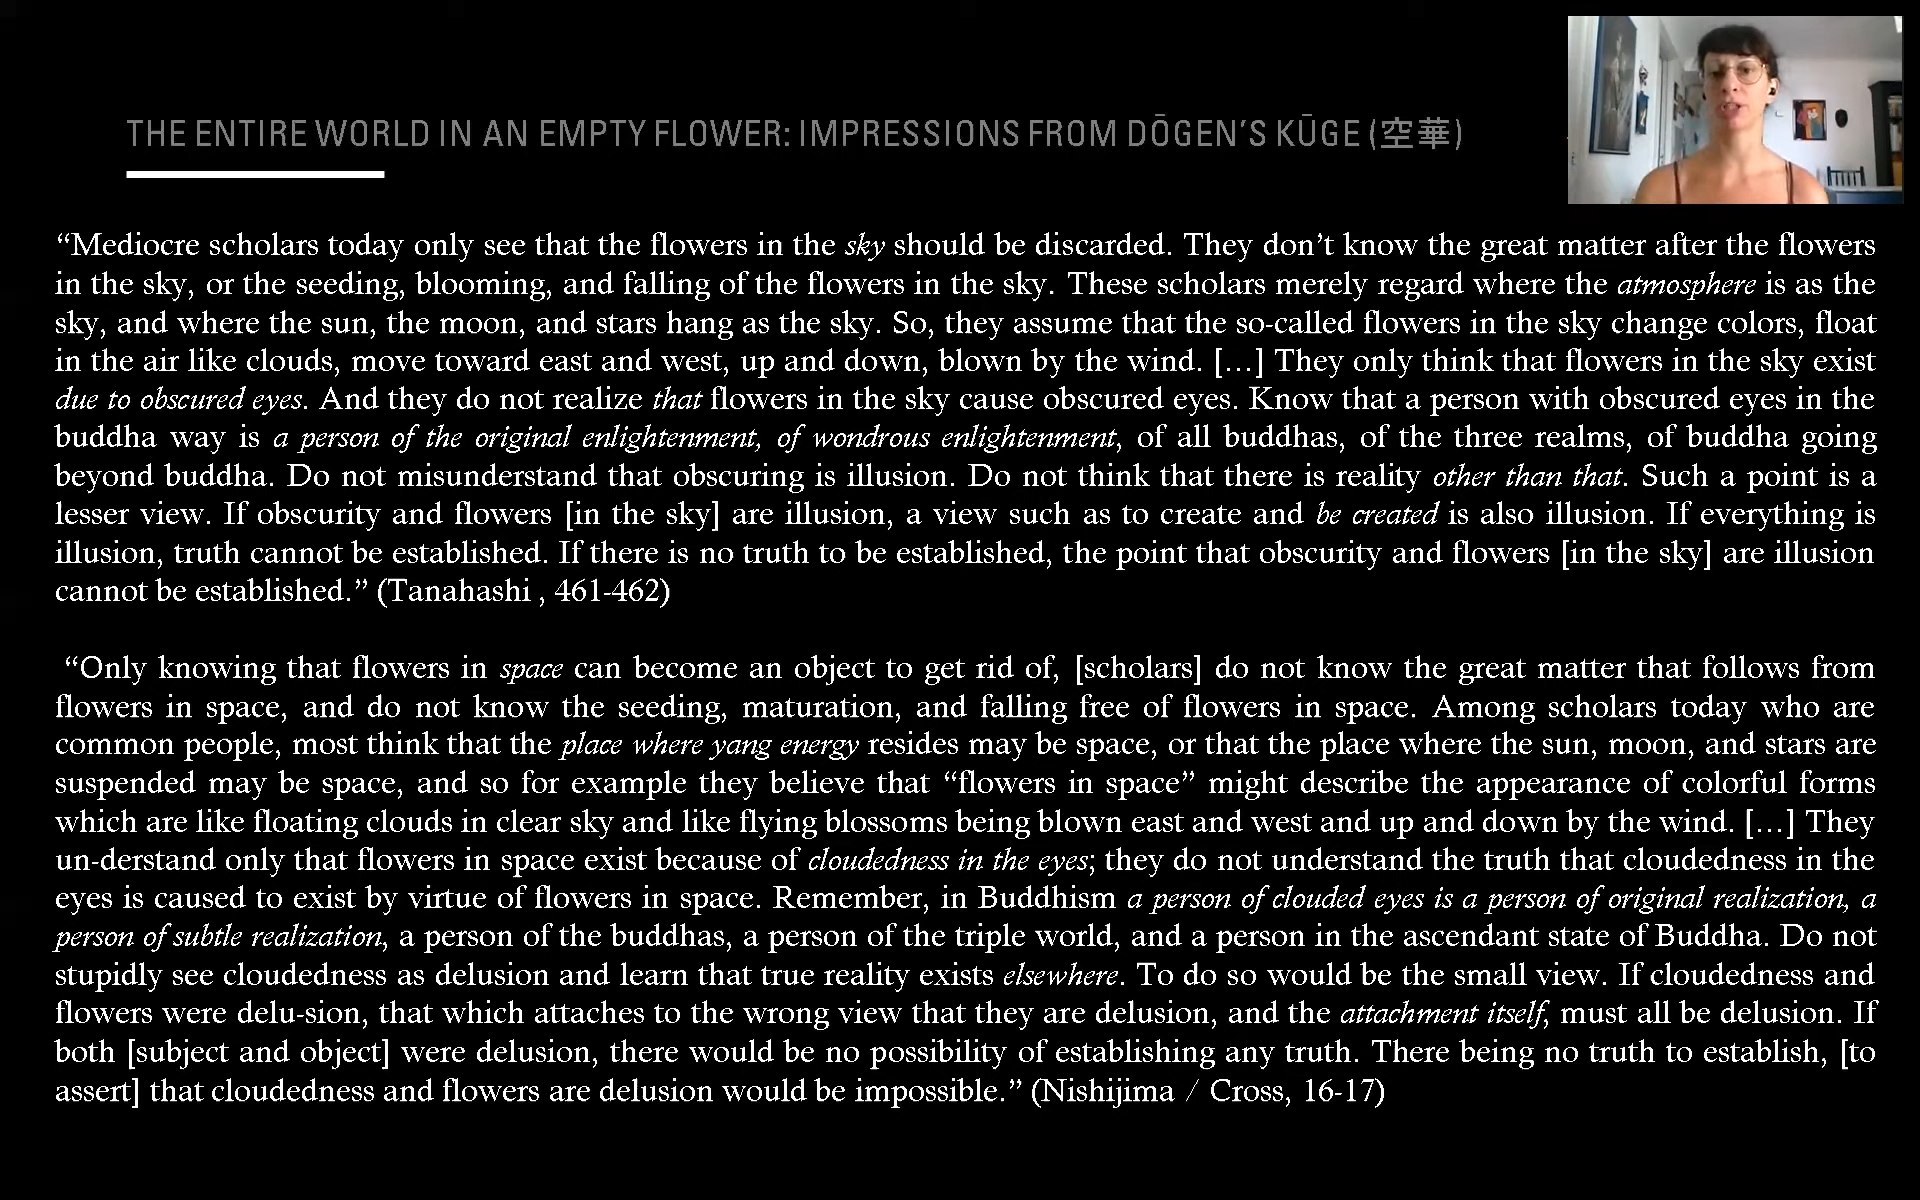 THE ENTIRE WORLD IN AN EMPTY FLOWER: IMPRESSIONS FROM DŌGEN’S KŪGE (空華)
“Mediocre scholars today only see that the flowers in the sky should be discarded. They don’t know the great matter after the flowers
in the sky, or the seeding, blooming, and falling of the flowers in the sky. These scholars merely regard where the atmosphere is as the
sky, and where the sun, the moon, and stars hang as the sky. So, they assume that the so-called flowers in the sky change colors, float
in the air like clouds, move toward east and west, up and down, blown by the wind. […] They only think that flowers in the sky exist
due to obscured eyes. And they do not realize that flowers in the sky cause obscured eyes. Know that a person with obscured eyes in the
buddha way is a person of the original enlightenment, of wondrous enlightenment, of all buddhas, of the three realms, of buddha going
beyond buddha. Do not misunderstand that obscuring is illusion. Do not think that there is reality other than that. Such a point is a
lesser view. If obscurity and flowers [in the sky] are illusion, a view such as to create and be created is also illusion. If everything is
illusion, truth cannot be established. If there is no truth to be established, the point that obscurity and flowers [in the sky] are illusion
cannot be established.” (Tanahashi , 461-462)
“Only knowing that flowers in space can become an object to get rid of, [scholars] do not know the great matter that follows from
flowers in space, and do not know the seeding, maturation, and falling free of flowers in space. Among scholars today who are
common people, most think that the place where yang energy resides may be space, or that the place where the sun, moon, and stars are
suspended may be space, and so for example they believe that “flowers in space” might describe the appearance of colorful forms
which are like floating clouds in clear sky and like flying blossoms being blown east and west and up and down by the wind. […] They
un-derstand only that flowers in space exist because of cloudedness in the eyes; they do not understand the truth that cloudedness in the
eyes is caused to exist by virtue of flowers in space. Remember, in Buddhism a person of clouded eyes is a person of original realization, a
person of subtle realization, a person of the buddhas, a person of the triple world, and a person in the ascendant state of Buddha. Do not
stupidly see cloudedness as delusion and learn that true reality exists elsewhere. To do so would be the small view. If cloudedness and
flowers were delu-sion, that which attaches to the wrong view that they are delusion, and the attachment itself, must all be delusion. If
both [subject and object] were delusion, there would be no possibility of establishing any truth. There being no truth to establish, [to
assert] that cloudedness and flowers are delusion would be impossible.” (Nishijima / Cross, 16-17)